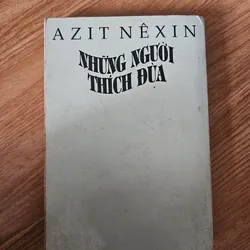 AZIT NÊXIN
NHỮNG NGƯỜI
THÍCH ĐÙA